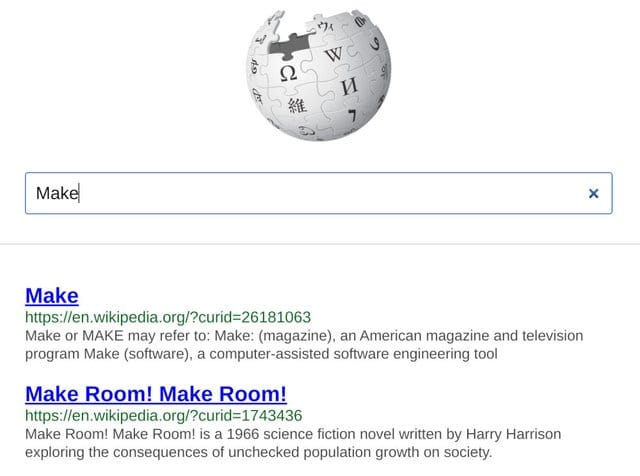 Ω
W
И
維
Make
×
Make
https://en.wikipedia.org/?curid=26181063
Make or MAKE may refer to: Make: (magazine), an American magazine and television
program Make (software), a computer-assisted software engineering tool
Make Room! Make Room!
https://en.wikipedia.org/?curid=1743436
Make Room! Make Room! is a 1966 science fiction novel written by Harry Harrison
exploring the consequences of unchecked population growth on society.